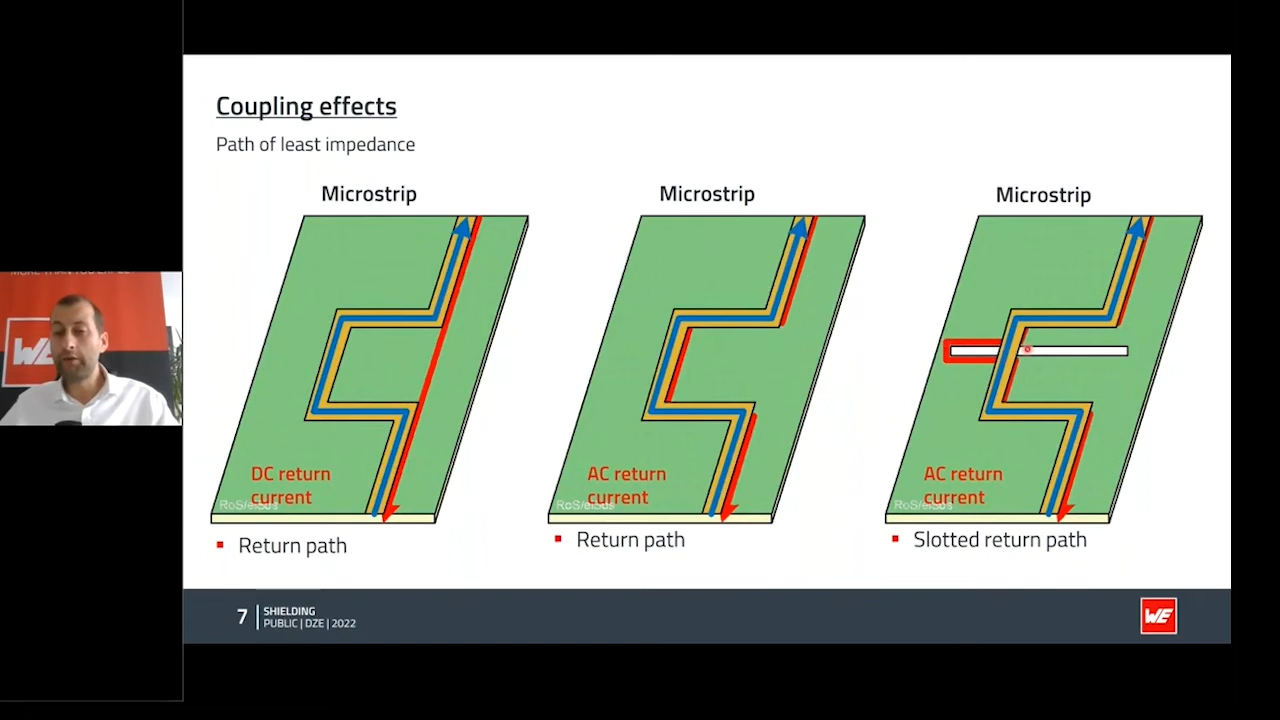 Coupling effects
Path of least impedance
Microstrip
Microstrip
Microstrip
DC return
current
AC return
current
AC return
current
Return path
Return path
Slotted return path
7
SHIELDING
PUBLIC | DZE | 2022
WE
WE